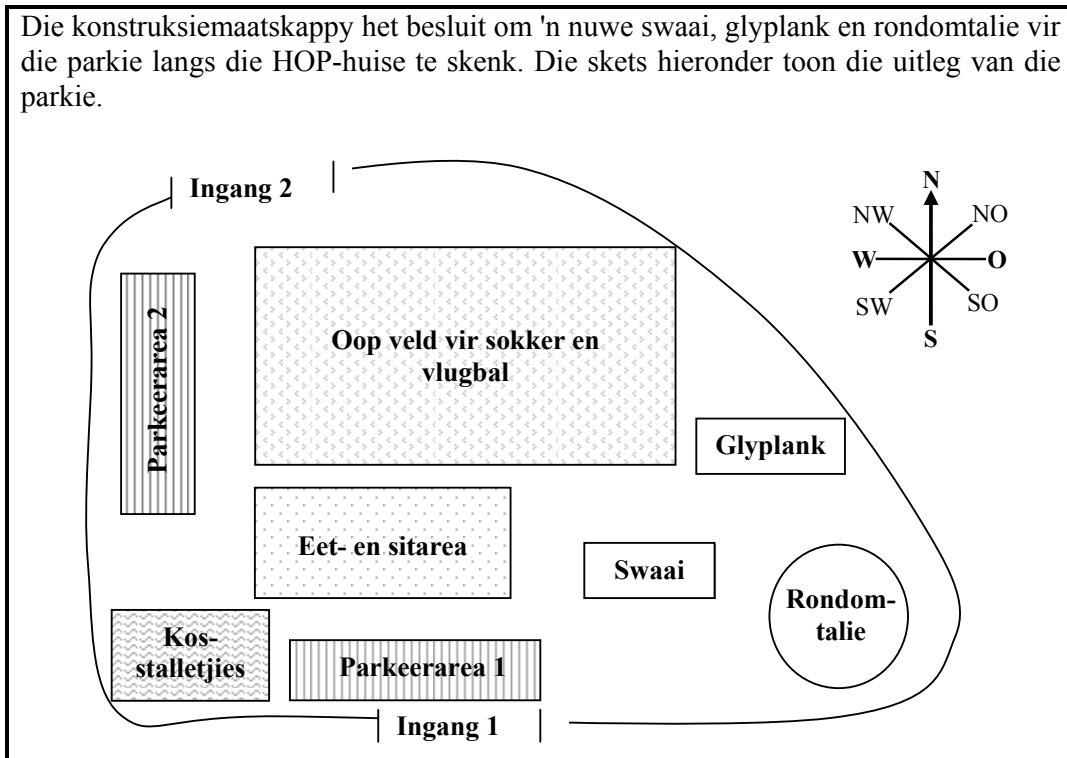 Die konstruksiemaatskappy het besluit om 'n nuwe swaai, glyplank en rondomtalie vir
die parkie langs die HOP-huise te skenk. Die skets hieronder toon die uitleg van die
parkie.
Ingang 2
N
NW
NO
W
O
SW
SO
S
Parkeerarea 2
Oop veld vir sokker en
vlugbal
Glyplank
Eet- en sitarea
Swaai
Rondom-
talie
Kos-
stalletjies
Parkeerarea 1
Ingang 1